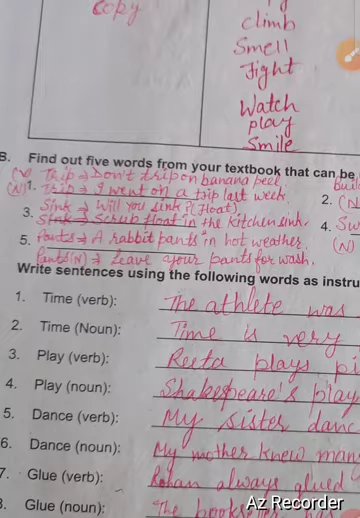 copy
climb
Smell
Fight
Watch
play
Smile
B. Find out five words from your textbook that can be
(V) Trip → Don't trip on banana peel
(N) 1. Trip → I went on a trip last week.
2. (N
Sink → Will you sink i (Float)
3. Sink → Scrub float in the kitchen sink.
4. Sw
5. Pants → A rabbit pants in hot weather.
(N)
Pants (N) → Leave your pants for wash.
Write sentences using the following words as instru
1. Time (verb): The athlete was
2. Time (Noun): Time is very
3. Play (verb): Reeta plays pi
4. Play (noun): Shakespeare's play
5. Dance (verb): My sister danc
6. Dance (noun): My mother knew man
7. Glue (verb): Rohan always glued
8. Glue (noun): The
Az Recorder